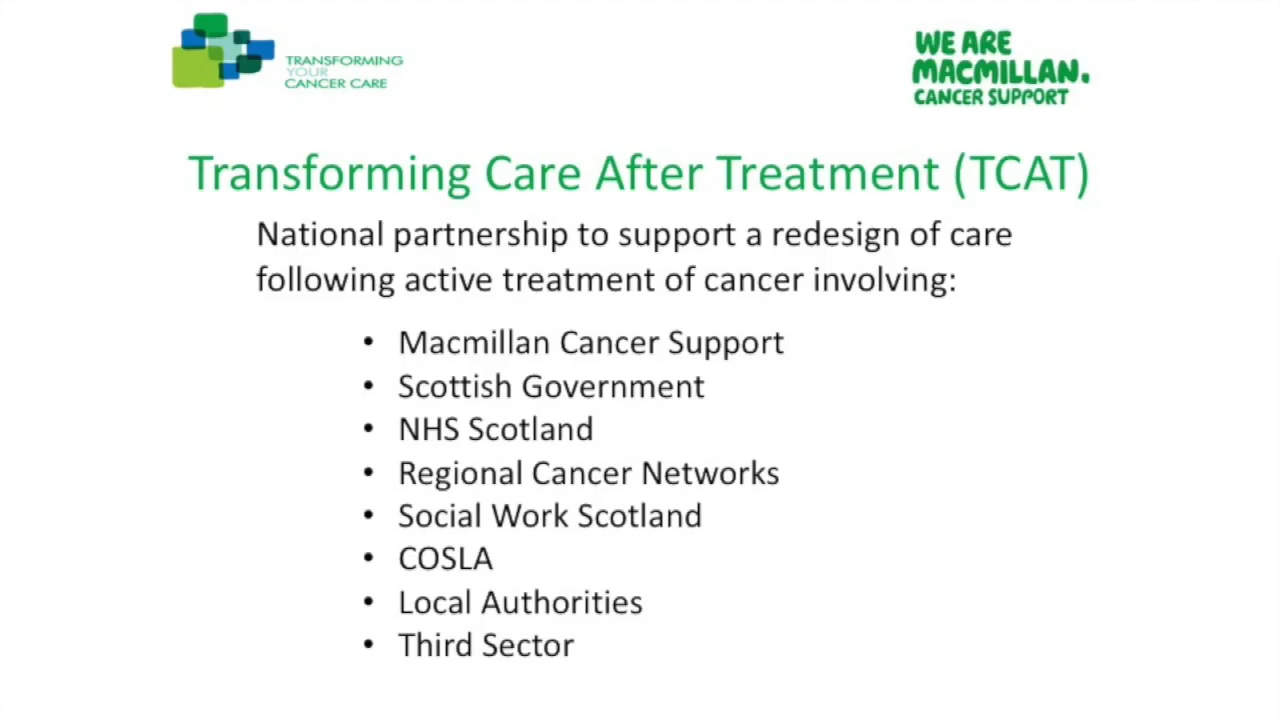 TRANSFORMING
YOUR
CANCER CARE
WE ARE
MACMILLAN.
CANCER SUPPORT
Transforming Care After Treatment (TCAT)
National partnership to support a redesign of care
following active treatment of cancer involving:
• Macmillan Cancer Support
• Scottish Government
• NHS Scotland
• Regional Cancer Networks
• Social Work Scotland
• COSLA
• Local Authorities
• Third Sector